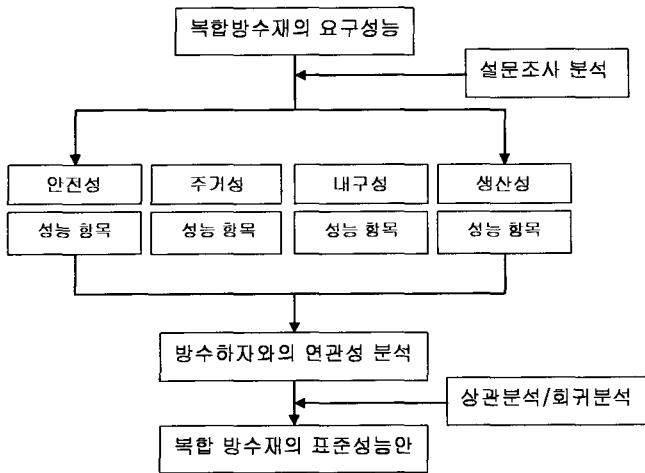 복합방수재의 요구성능
설문조사 분석
안전성
주거성
내구성
생산성
성능 항목
성능 항목
성능 항목
성능 항목
방수하자와의 연관성 분석
상관분석/회귀분석
복합 방수재의 표준성능안